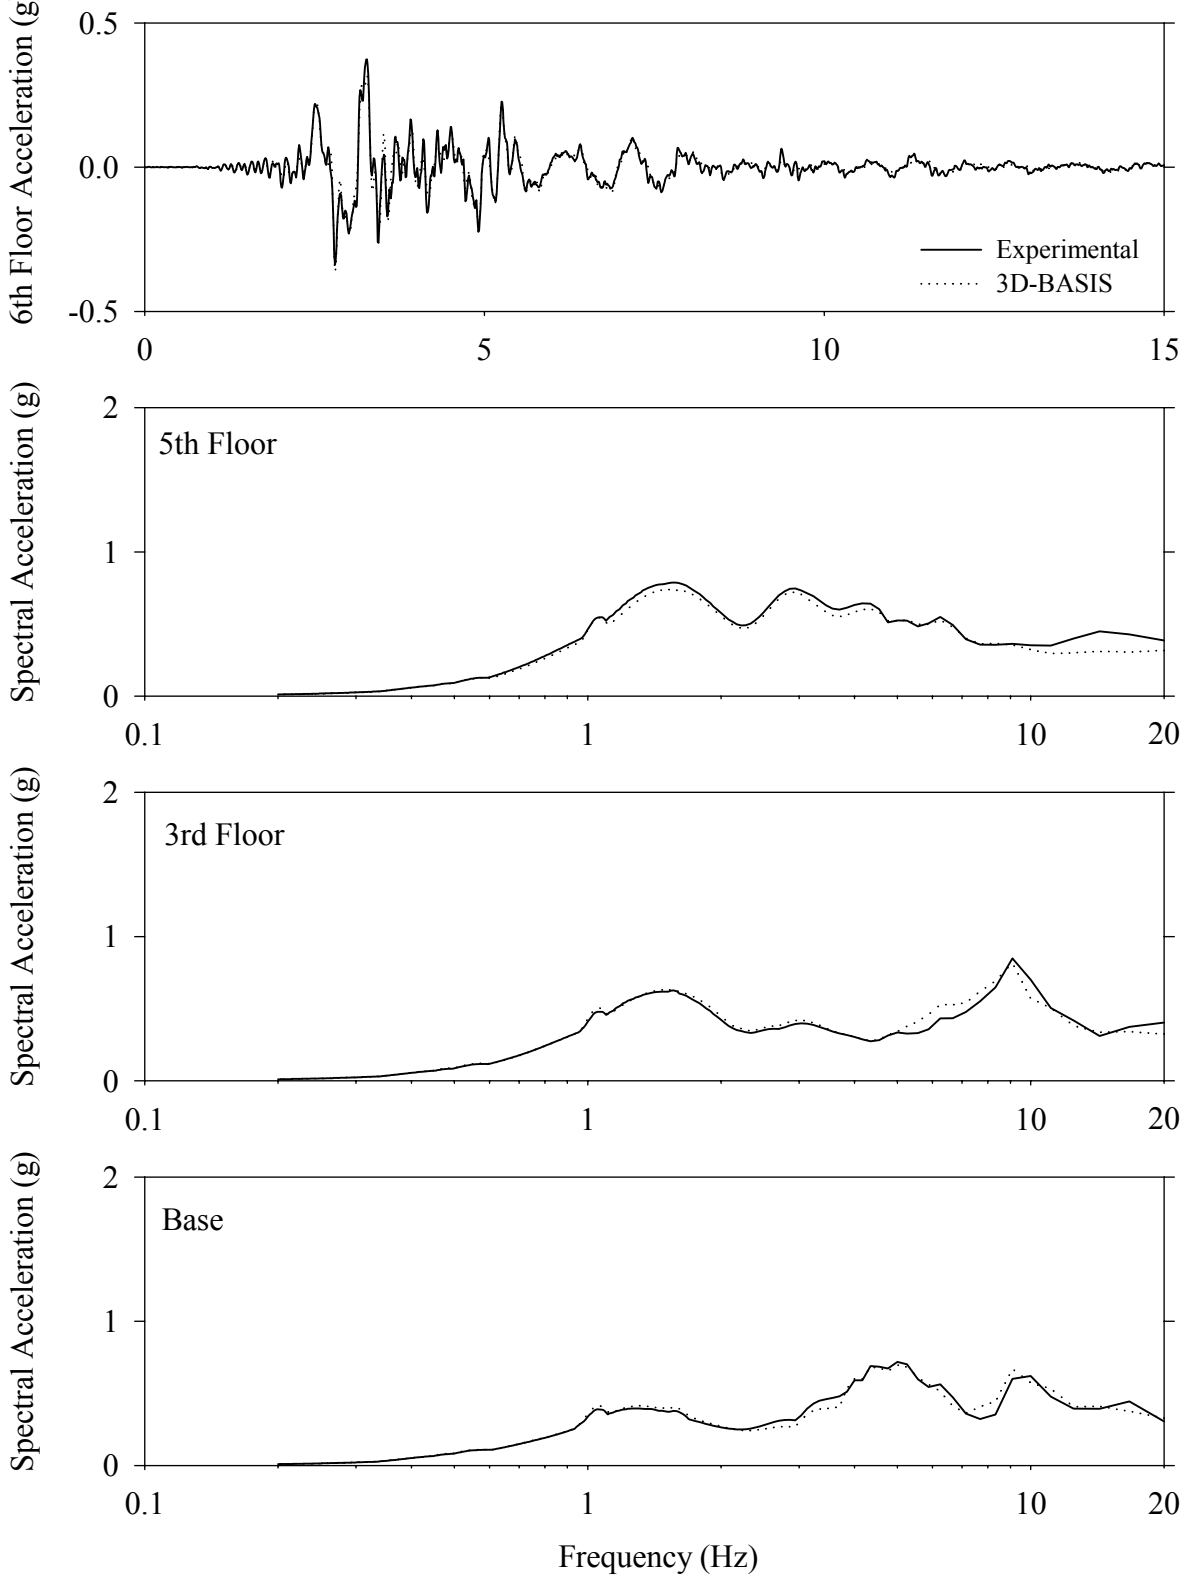 6th Floor Acceleration (g)
0.5
0.0
-0.5
Experimental
3D-BASIS
0
5
10
15
Spectral Acceleration (g)
2
5th Floor
1
0
0.1
1
10
20
Spectral Acceleration (g)
2
3rd Floor
1
0
0.1
1
10
20
Spectral Acceleration (g)
2
Base
1
0
0.1
1
10
20
Frequency (Hz)